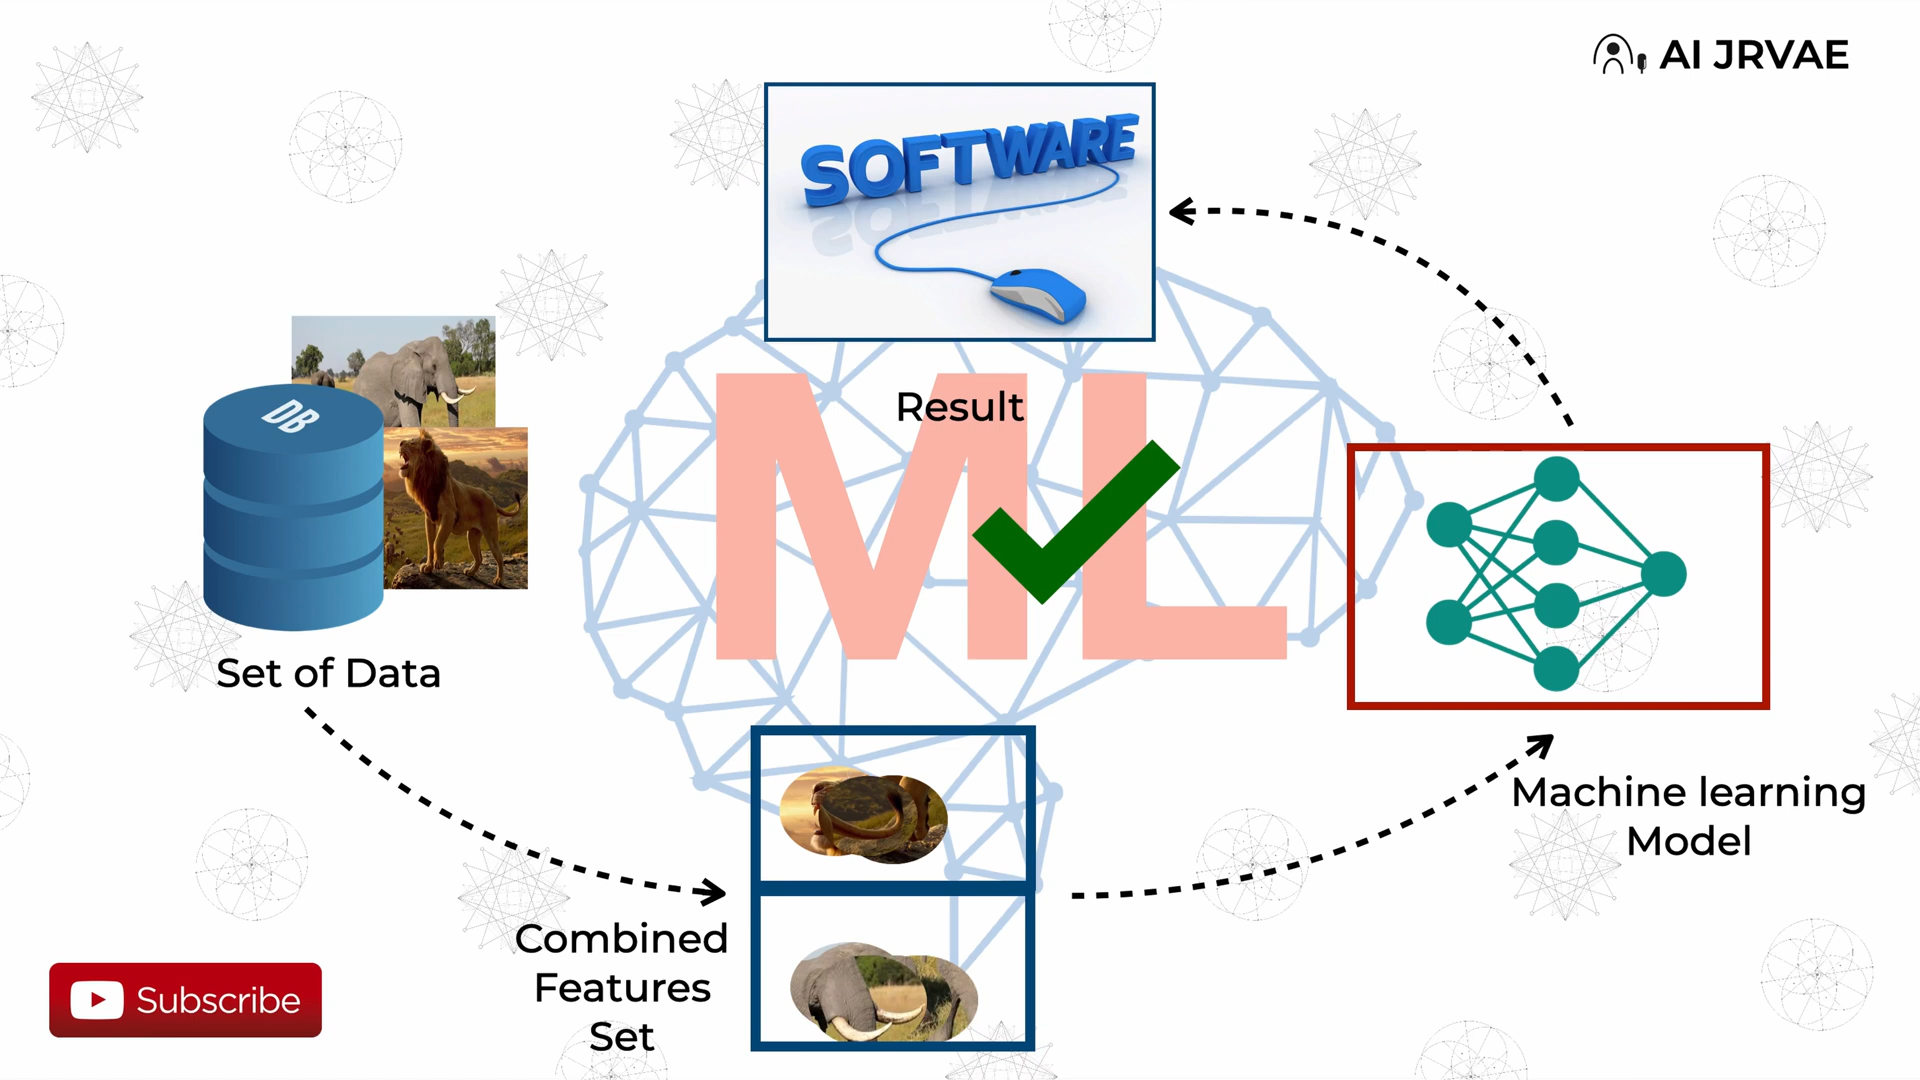 AI JRVAE
SOFTWARE
Result
ML
DB
Set of Data
Machine learning
Model
Combined
Features
Set
Subscribe